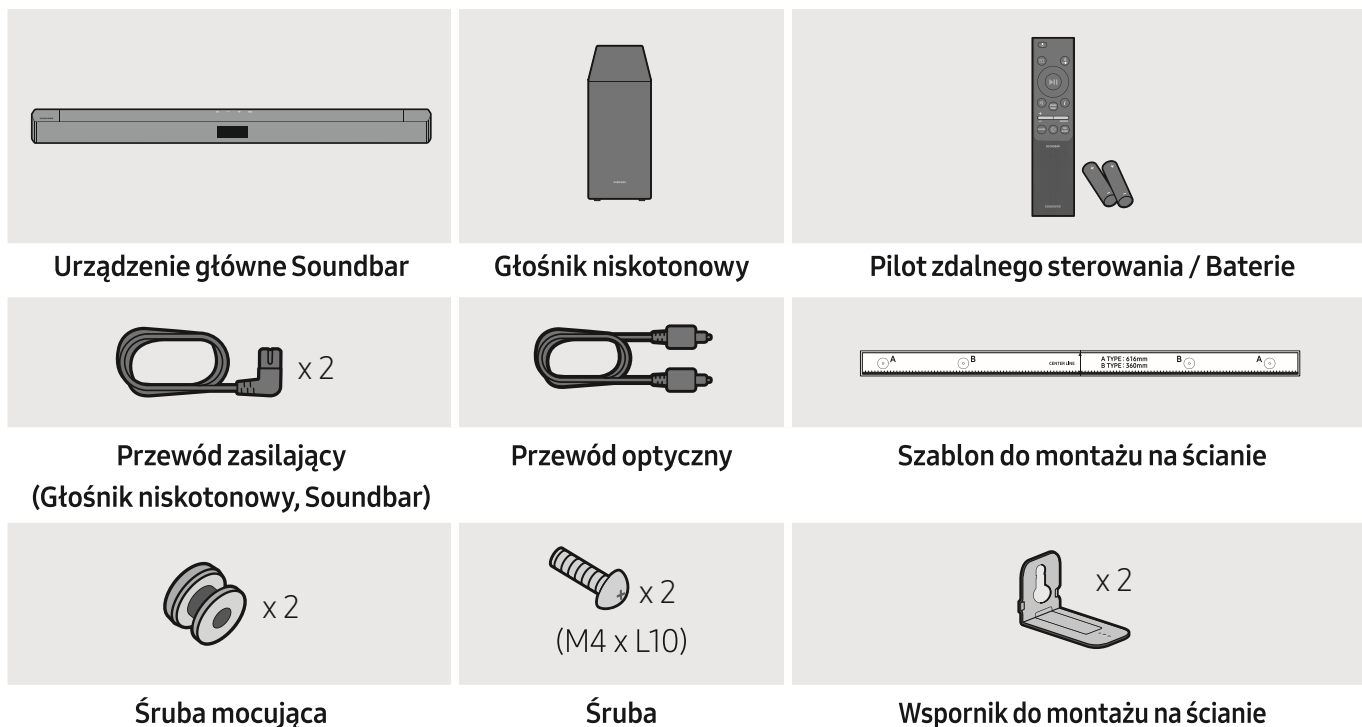 Urządzenie główne Soundbar
Głośnik niskotonowy
Pilot zdalnego sterowania / Baterie
x 2
A
B
CENTER LINE
A TYPE : 616mm
B TYPE : 360mm
B
A
Przewód zasilający
(Głośnik niskotonowy, Soundbar)
Przewód optyczny
Szablon do montażu na ścianie
x 2
x 2
(M4 x L10)
x 2
Śruba mocująca
Śruba
Wspornik do montażu na ścianie